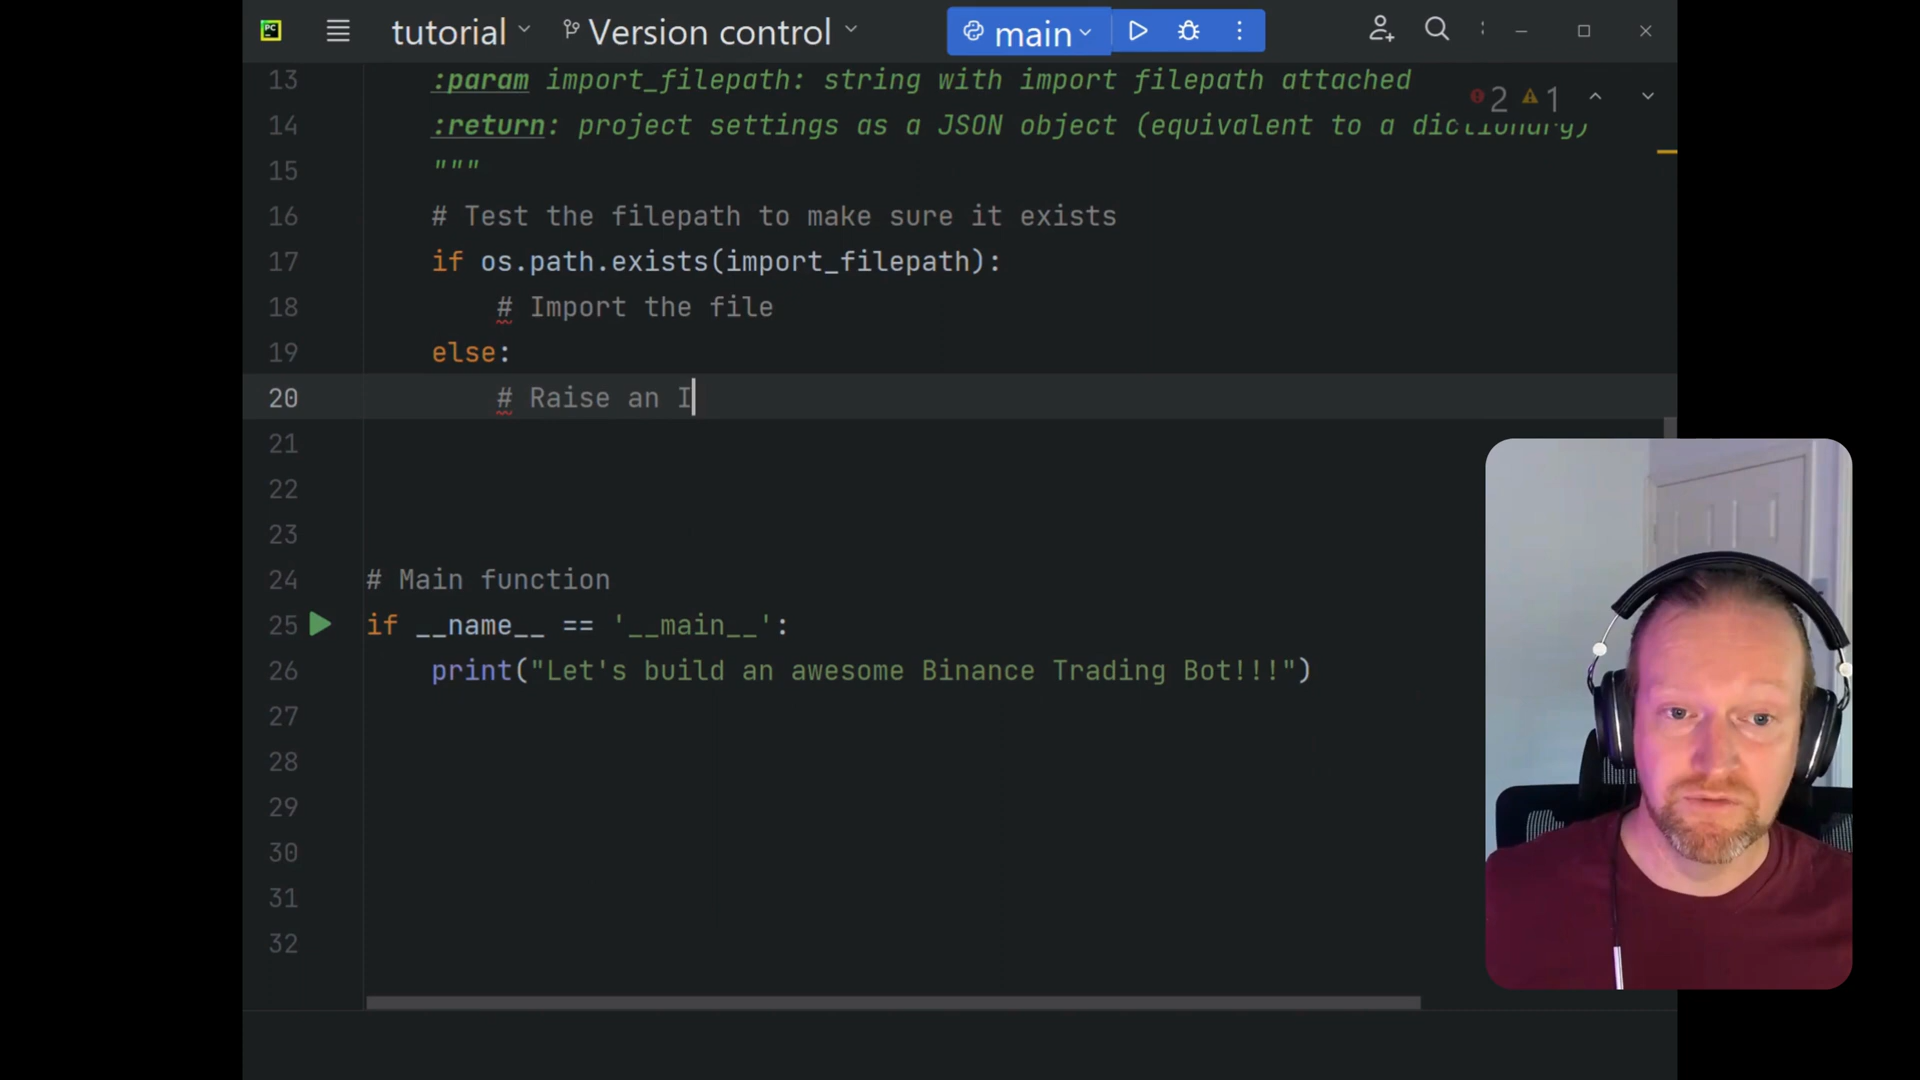 PC
tutorial
Version control
main
2 1
13 :param import_filepath: string with import filepath attached
14 :return: project settings as a JSON object (equivalent to a dictionary)
15 """
16 # Test the filepath to make sure it exists
17 if os.path.exists(import_filepath):
18 # Import the file
19 else:
20 # Raise an I
21
22
23
24 # Main function
25 if __name__ == '__main__':
26 print("Let's build an awesome Binance Trading Bot!!!")
27
28
29
30
31
32